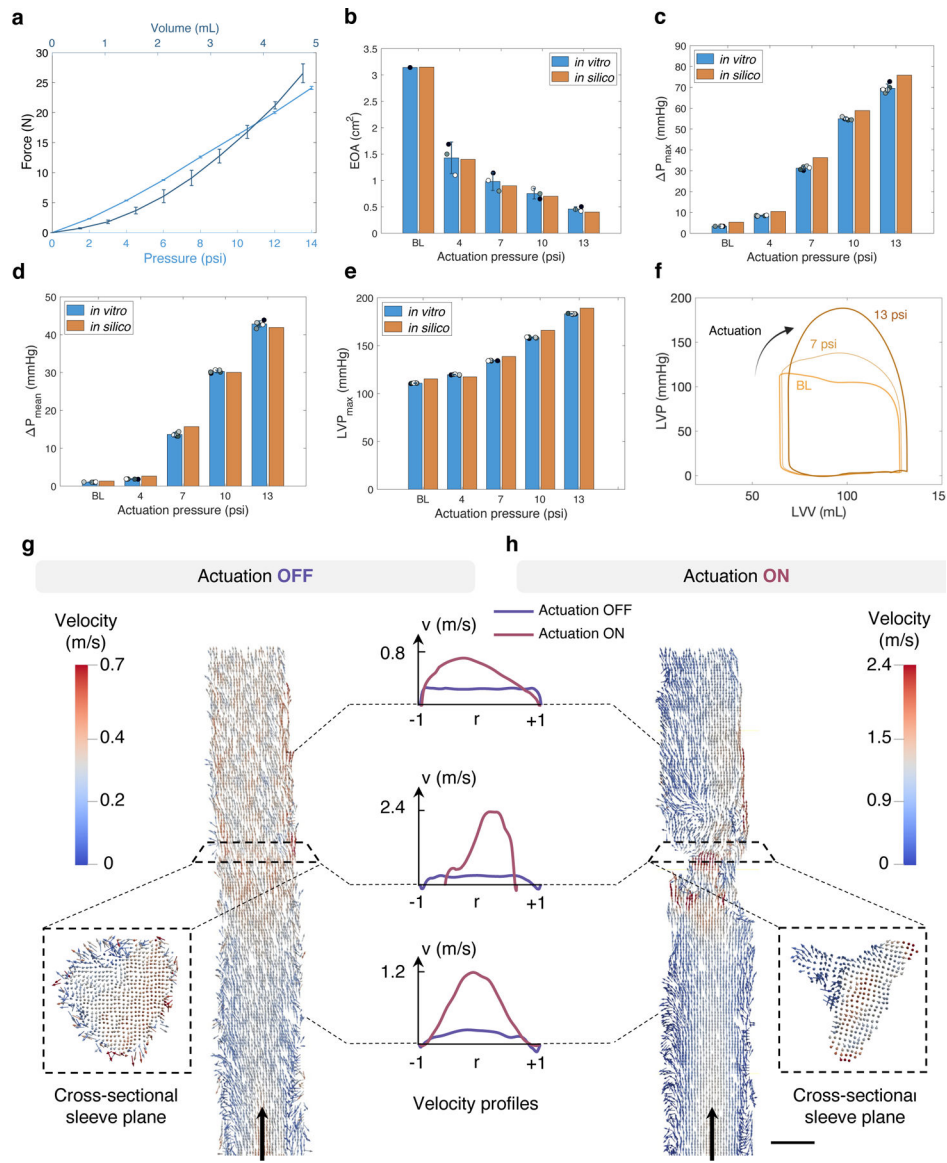 a
Volume (mL)
0 1 2 3 4 5
30
25
20
15
10
5
0
Force (N)
0 2 4 6 8 10 12 14
Pressure (psi)
b
in vitro
in silico
3.5
3
2.5
2
1.5
1
0.5
0
EOA (cm²)
BL 4 7 10 13
Actuation pressure (psi)
c
in vitro
in silico
90
80
70
60
50
40
30
20
10
0
ΔPmax (mmHg)
BL 4 7 10 13
Actuation pressure (psi)
d
in vitro
in silico
50
40
30
20
10
0
ΔPmean (mmHg)
BL 4 7 10 13
Actuation pressure (psi)
e
in vitro
in silico
200
150
100
50
0
LVPmax (mmHg)
BL 4 7 10 13
Actuation pressure (psi)
f
200
150
100
50
0
LVP (mmHg)
Actuation
13 psi
7 psi
BL
50 100 15
LVV (mL)
g
Actuation OFF
h
Actuation ON
Velocity
(m/s)
0.7
0.4
0.2
0
Actuation OFF
Actuation ON
v (m/s)
0.8
-1 r +1
v (m/s)
2.4
-1 r +1
v (m/s)
1.2
-1 r +1
Velocity profiles
Velocity
(m/s)
2.4
1.5
0.9
0
Cross-sectional
sleeve plane
Cross-sectional
sleeve plane